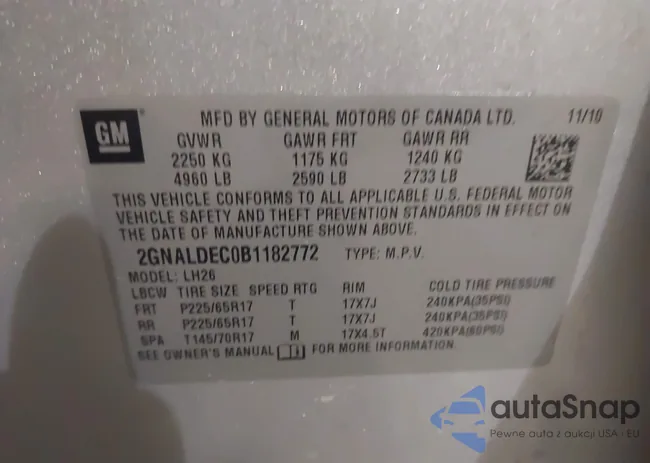 GM
MFD BY GENERAL MOTORS OF CANADA LTD. 11/10
GVWR GAWR FRT GAWR RR
2250 KG 1175 KG 1240 KG
4960 LB 2590 LB 2733 LB
THIS VEHICLE CONFORMS TO ALL APPLICABLE U.S. FEDERAL MOTOR
VEHICLE SAFETY AND THEFT PREVENTION STANDARDS IN EFFECT ON
THE DATE OF MANUFACTURE SHOWN ABOVE.
2GNALDEC0B1182772 TYPE: M.P.V.
MODEL: LH26
LBCW TIRE SIZE SPEED RTG RIM COLD TIRE PRESSURE
FRT P225/65R17 T 17X7J 240KPA(35PSI)
RR P225/65R17 T 17X7J 240KPA(35PSI)
SPA T145/70R17 M 17X4.5T 420KPA(60PSI)
SEE OWNER'S MANUAL FOR MORE INFORMATION.
autaSnap
Pewne auta z aukcji USA - EU